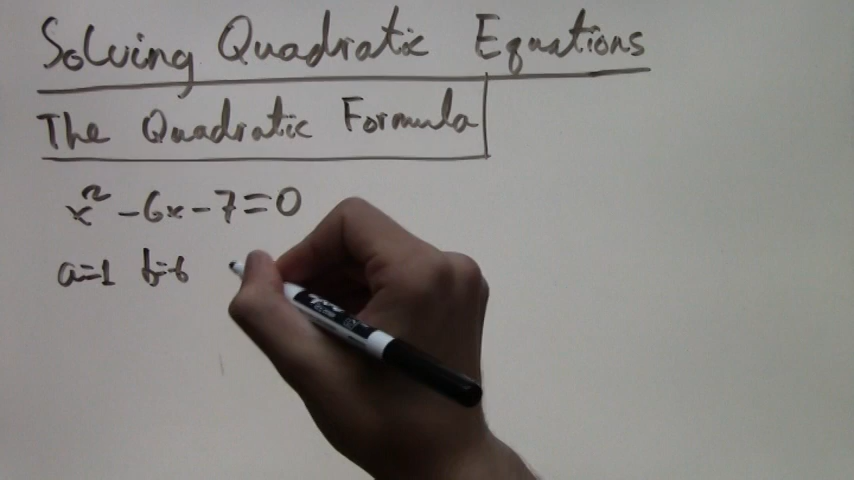 Solving Quadratic Equations
The Quadratic Formula
x² -6x -7=0
a=1 b=-6